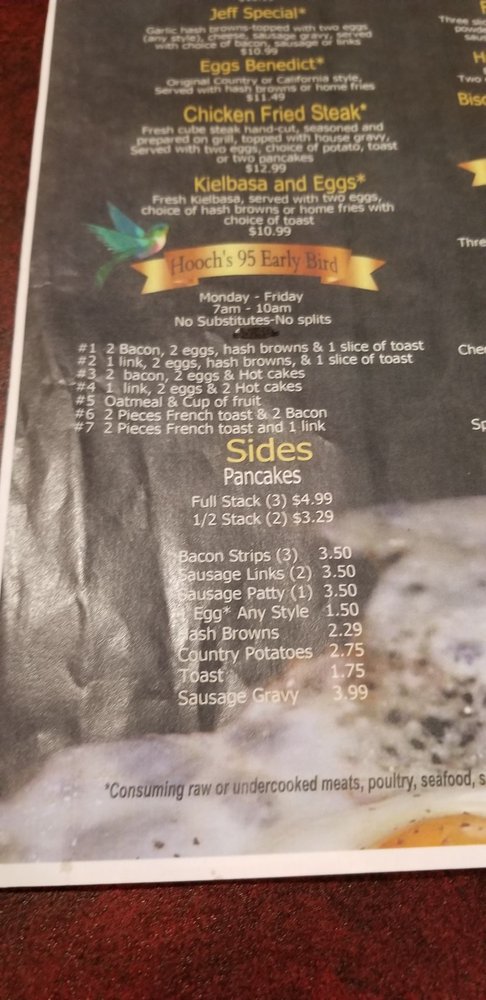 Jeff Special*
Garlic hash browns-topped with two eggs
(any style), cheese, sausage gravy, served
with choice of bacon, sausage or links
$10.99
Eggs Benedict*
Original Country or California style,
Served with hash browns or home fries
$11.49
Chicken Fried Steak*
Fresh cube steak hand-cut, seasoned and
prepared on grill, topped with house gravy,
Served with two eggs, choice of potato, toast
or two pancakes
$12.99
Kielbasa and Eggs*
Fresh Kielbasa, served with two eggs,
choice of hash browns or home fries with
choice of toast
$10.99
Hooch's 95 Early Bird
Monday - Friday
7am - 10am
No Substitutes-No splits
#1 2 Bacon, 2 eggs, hash browns & 1 slice of toast
#2 1 link, 2 eggs, hash browns, & 1 slice of toast
#3 2 bacon, 2 eggs & Hot cakes
#4 1 link, 2 eggs & 2 Hot cakes
#5 Oatmeal & Cup of fruit
#6 2 Pieces French toast & 2 Bacon
#7 2 Pieces French toast and 1 link
Sides
Pancakes
Full Stack (3) $4.99
1/2 Stack (2) $3.29
Bacon Strips (3) 3.50
Sausage Links (2) 3.50
Sausage Patty (1) 3.50
1 Egg* Any Style 1.50
Hash Browns 2.29
Country Potatoes 2.75
Toast 1.75
Sausage Gravy 3.99
*Consuming raw or undercooked meats, poultry, seafood, s
Three
Two
Bisc
Thre
Che
Sp